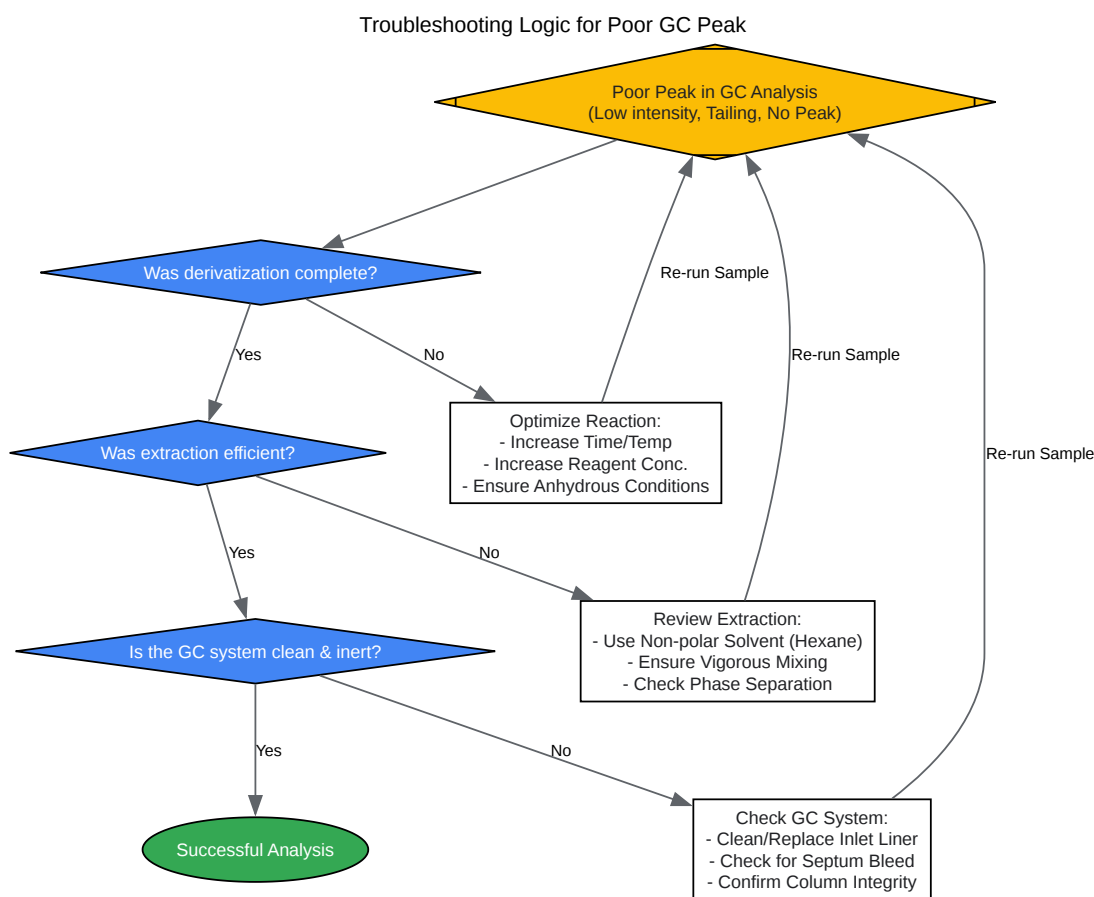 Troubleshooting Logic for Poor GC Peak
Poor Peak in GC Analysis
(Low intensity, Tailing, No Peak)
Was derivatization complete?
Re-run Sample
Yes
No
Re-run Sample
Optimize Reaction:
- Increase Time/Temp
- Increase Reagent Conc.
- Ensure Anhydrous Conditions
Was extraction efficient?
Re-run Sample
Yes
No
Review Extraction:
- Use Non-polar Solvent (Hexane)
- Ensure Vigorous Mixing
- Check Phase Separation
Is the GC system clean & inert?
Yes
No
Check GC System:
- Clean/Replace Inlet Liner
- Check for Septum Bleed
- Confirm Column Integrity
Successful Analysis